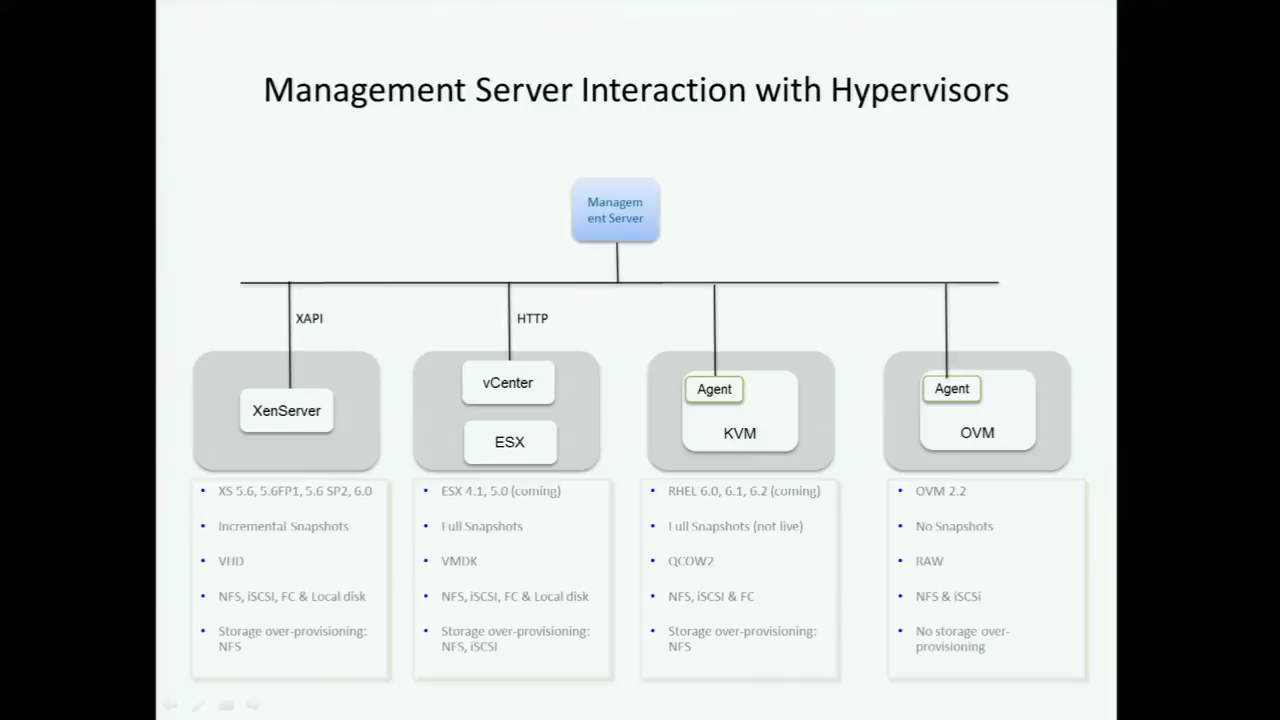 Management Server Interaction with Hypervisors
Managem
ent Server
XAPI
HTTP
XenServer
vCenter
ESX
Agent
KVM
Agent
OVM
• XS 5.6, 5.6FP1, 5.6 SP2, 6.0
• Incremental Snapshots
• VHD
• NFS, iSCSI, FC & Local disk
• Storage over-provisioning:
NFS
• ESX 4.1, 5.0 (coming)
• Full Snapshots
• VMDK
• NFS, iSCSI, FC & Local disk
• Storage over-provisioning:
NFS, iSCSI
• RHEL 6.0, 6.1, 6.2 (coming)
• Full Snapshots (not live)
• QCOW2
• NFS, iSCSI & FC
• Storage over-provisioning:
NFS
• OVM 2.2
• No Snapshots
• RAW
• NFS & iSCSi
• No storage over-
provisioning